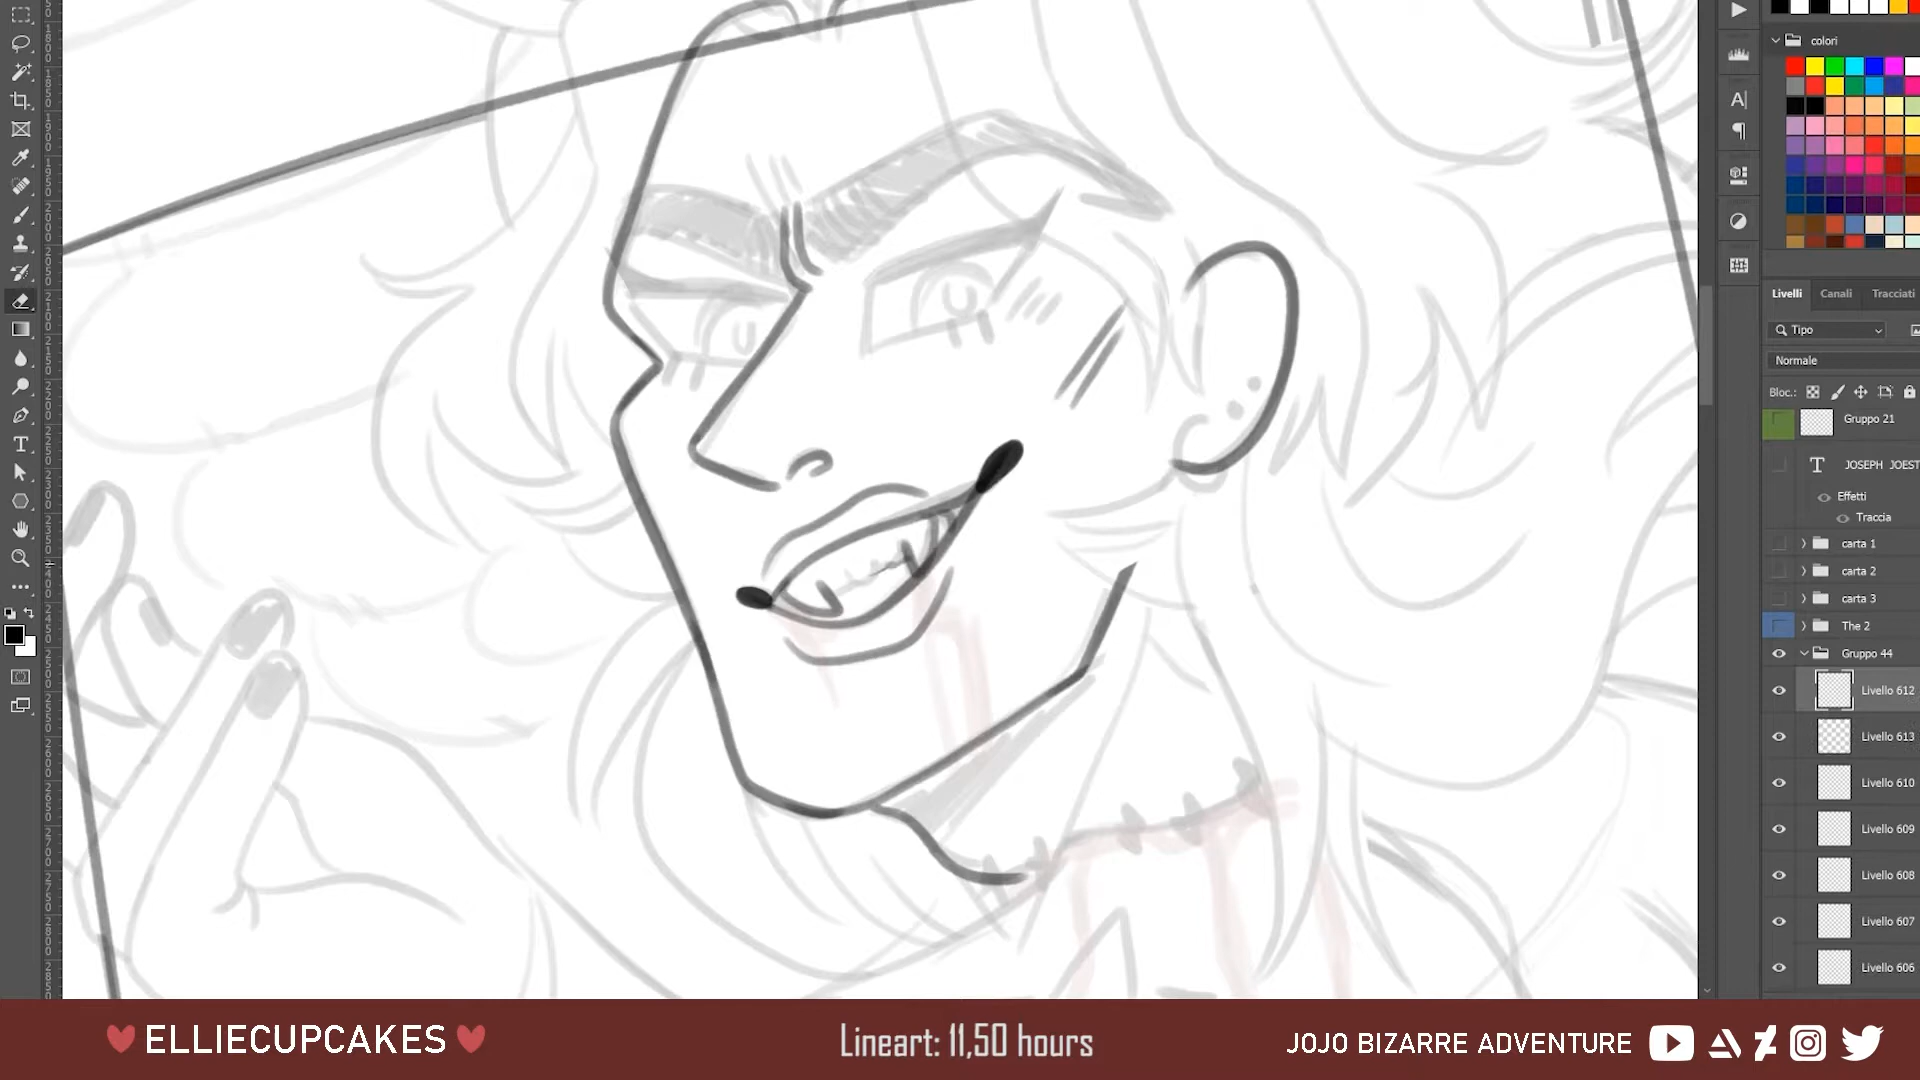 colori
Livelli Canali Tracciati
Tipo
Normale
Bloc.:
Gruppo 21
JOSEPH JOEST
Effetti
Traccia
carta 1
carta 2
carta 3
The 2
Gruppo 44
Livello 612
Livello 613
Livello 610
Livello 609
Livello 608
Livello 607
Livello 606
ELLIECUPCAKES
Lineart: 11,50 hours
JOJO BIZARRE ADVENTURE